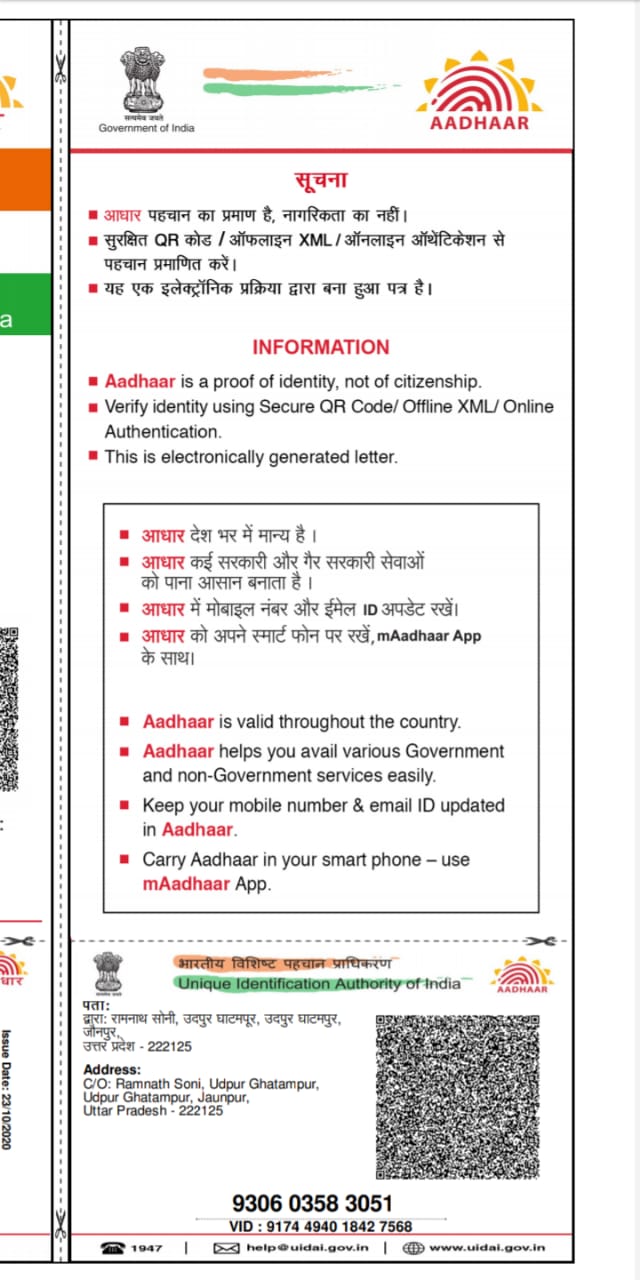 सत्यमेव जयते
Government of India
AADHAAR
सूचना
■ आधार पहचान का प्रमाण है, नागरिकता का नहीं।
■ सुरक्षित QR कोड / ऑफलाइन XML / ऑनलाइन ऑथेंटिकेशन से
पहचान प्रमाणित करें।
■ यह एक इलेक्ट्रॉनिक प्रक्रिया द्वारा बना हुआ पत्र है।
INFORMATION
■ Aadhaar is a proof of identity, not of citizenship.
■ Verify identity using Secure QR Code/ Offline XML/ Online
Authentication.
■ This is electronically generated letter.
■ आधार देश भर में मान्य है ।
■ आधार कई सरकारी और गैर सरकारी सेवाओं
को पाना आसान बनाता है ।
■ आधार में मोबाइल नंबर और ईमेल ID अपडेट रखें।
■ आधार को अपने स्मार्ट फोन पर रखें, mAadhaar App
के साथ।
■ Aadhaar is valid throughout the country.
■ Aadhaar helps you avail various Government
and non-Government services easily.
■ Keep your mobile number & email ID updated
in Aadhaar.
■ Carry Aadhaar in your smart phone – use
mAadhaar App.
भारतीय विशिष्ट पहचान प्राधिकरण
Unique Identification Authority of India
AADHAAR
पता:
द्वारा: रामनाथ सोनी, उदपुर घाटमपूर, उदपुर घाटमपुर,
जौनपुर,
उत्तर प्रदेश - 222125
Address:
C/O: Ramnath Soni, Udpur Ghatampur,
Udpur Ghatampur, Jaunpur,
Uttar Pradesh - 222125
9306 0358 3051
VID : 9174 4940 1842 7568
1947 | help@uidai.gov.in | www.uidai.gov.in
a
:
धार
Issue Date: 23/10/2020